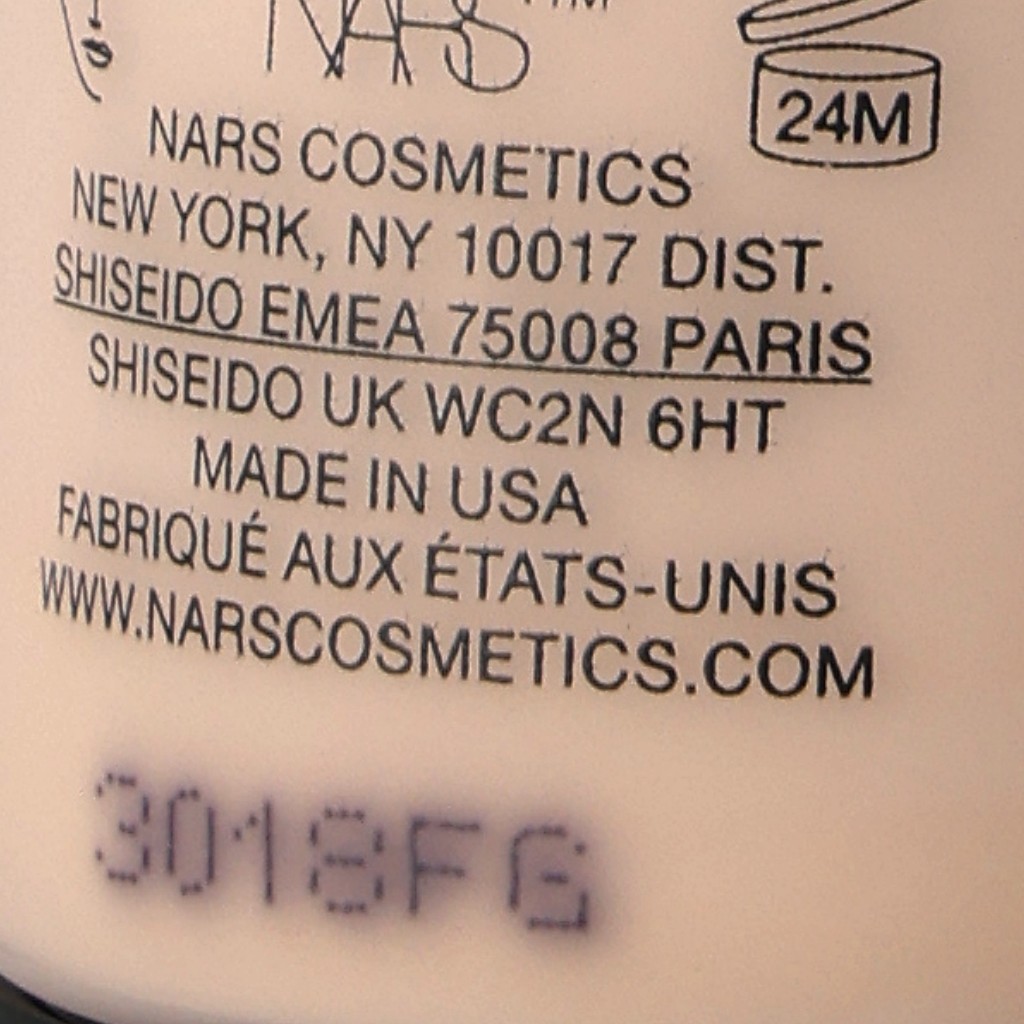 NARS
24M
NARS COSMETICS
NEW YORK, NY 10017 DIST.
SHISEIDO EMEA 75008 PARIS
SHISEIDO UK WC2N 6HT
MADE IN USA
FABRIQUÉ AUX ÉTATS-UNIS
WWW.NARSCOSMETICS.COM
3018FG